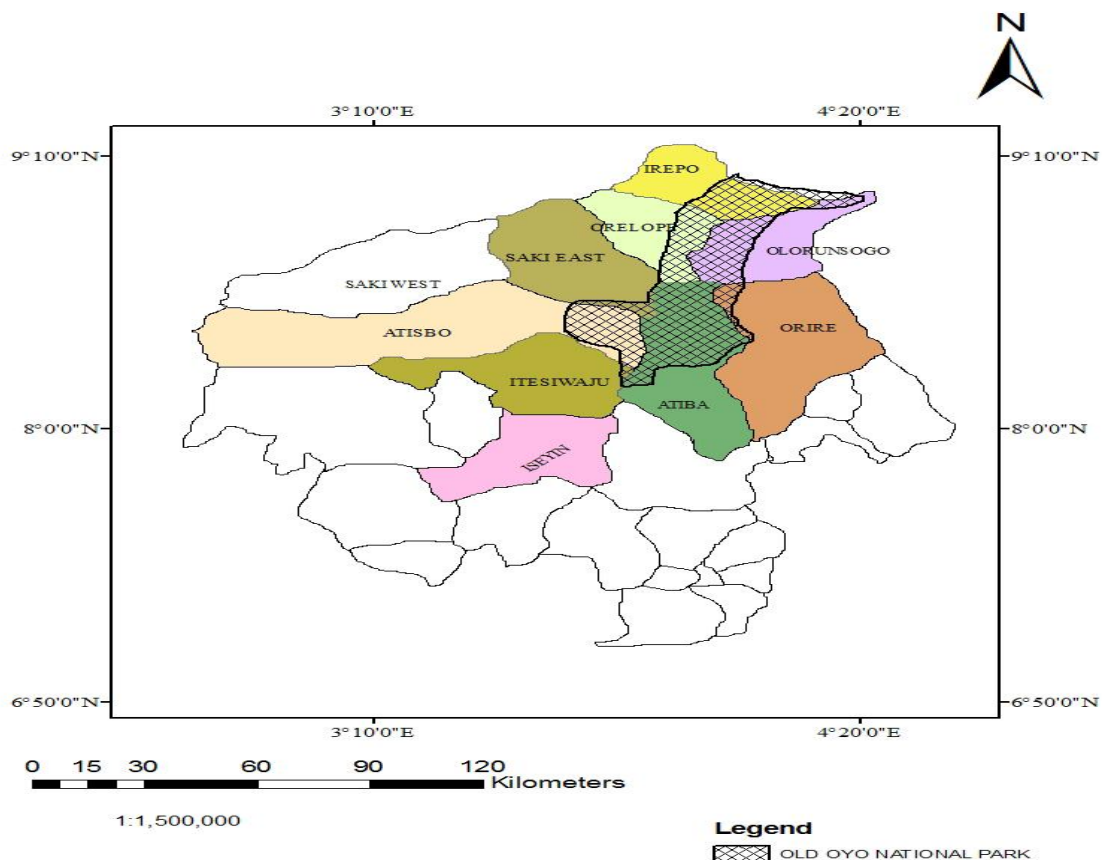 N
3°10'0"E 4°20'0"E
9°10'0"N 9°10'0"N
IREPO
ORELOPE
OLORUNSOGO
SAKI EAST
SAKI WEST
ATISBO
ORIRE
ITESIWAJU
ATIBA
8°0'0"N 8°0'0"N
ISEYIN
6°50'0"N 6°50'0"N
3°10'0"E 4°20'0"E
0 15 30 60 90 120
Kilometers
1:1,500,000
Legend
OLD OYO NATIONAL PARK